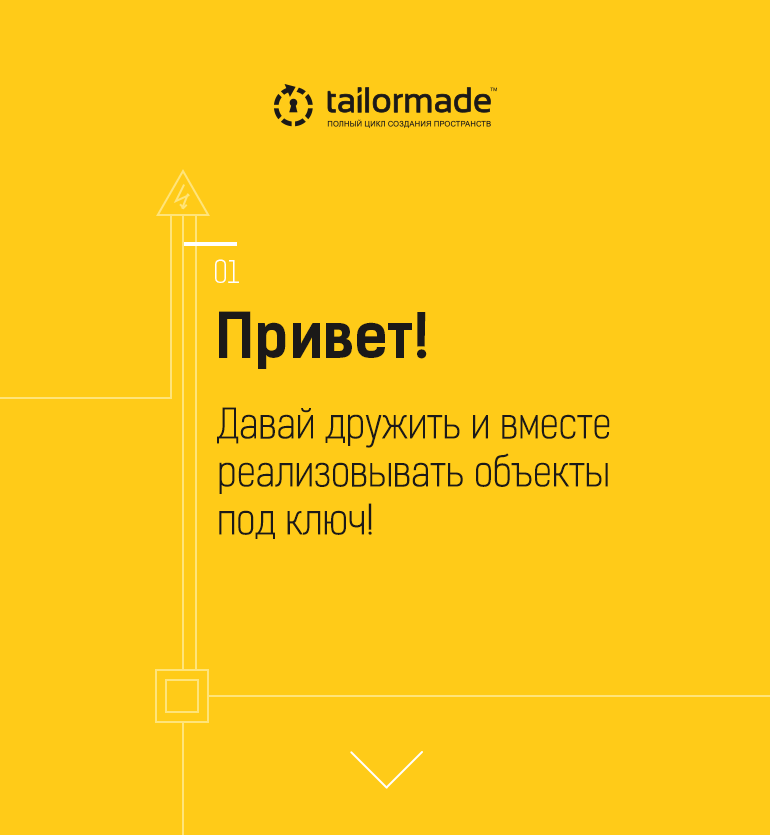 tailormade™
ПОЛНЫЙ ЦИКЛ СОЗДАНИЯ ПРОСТРАНСТВ
01
Привет!
Давай дружить и вместе
реализовывать объекты
под ключ!